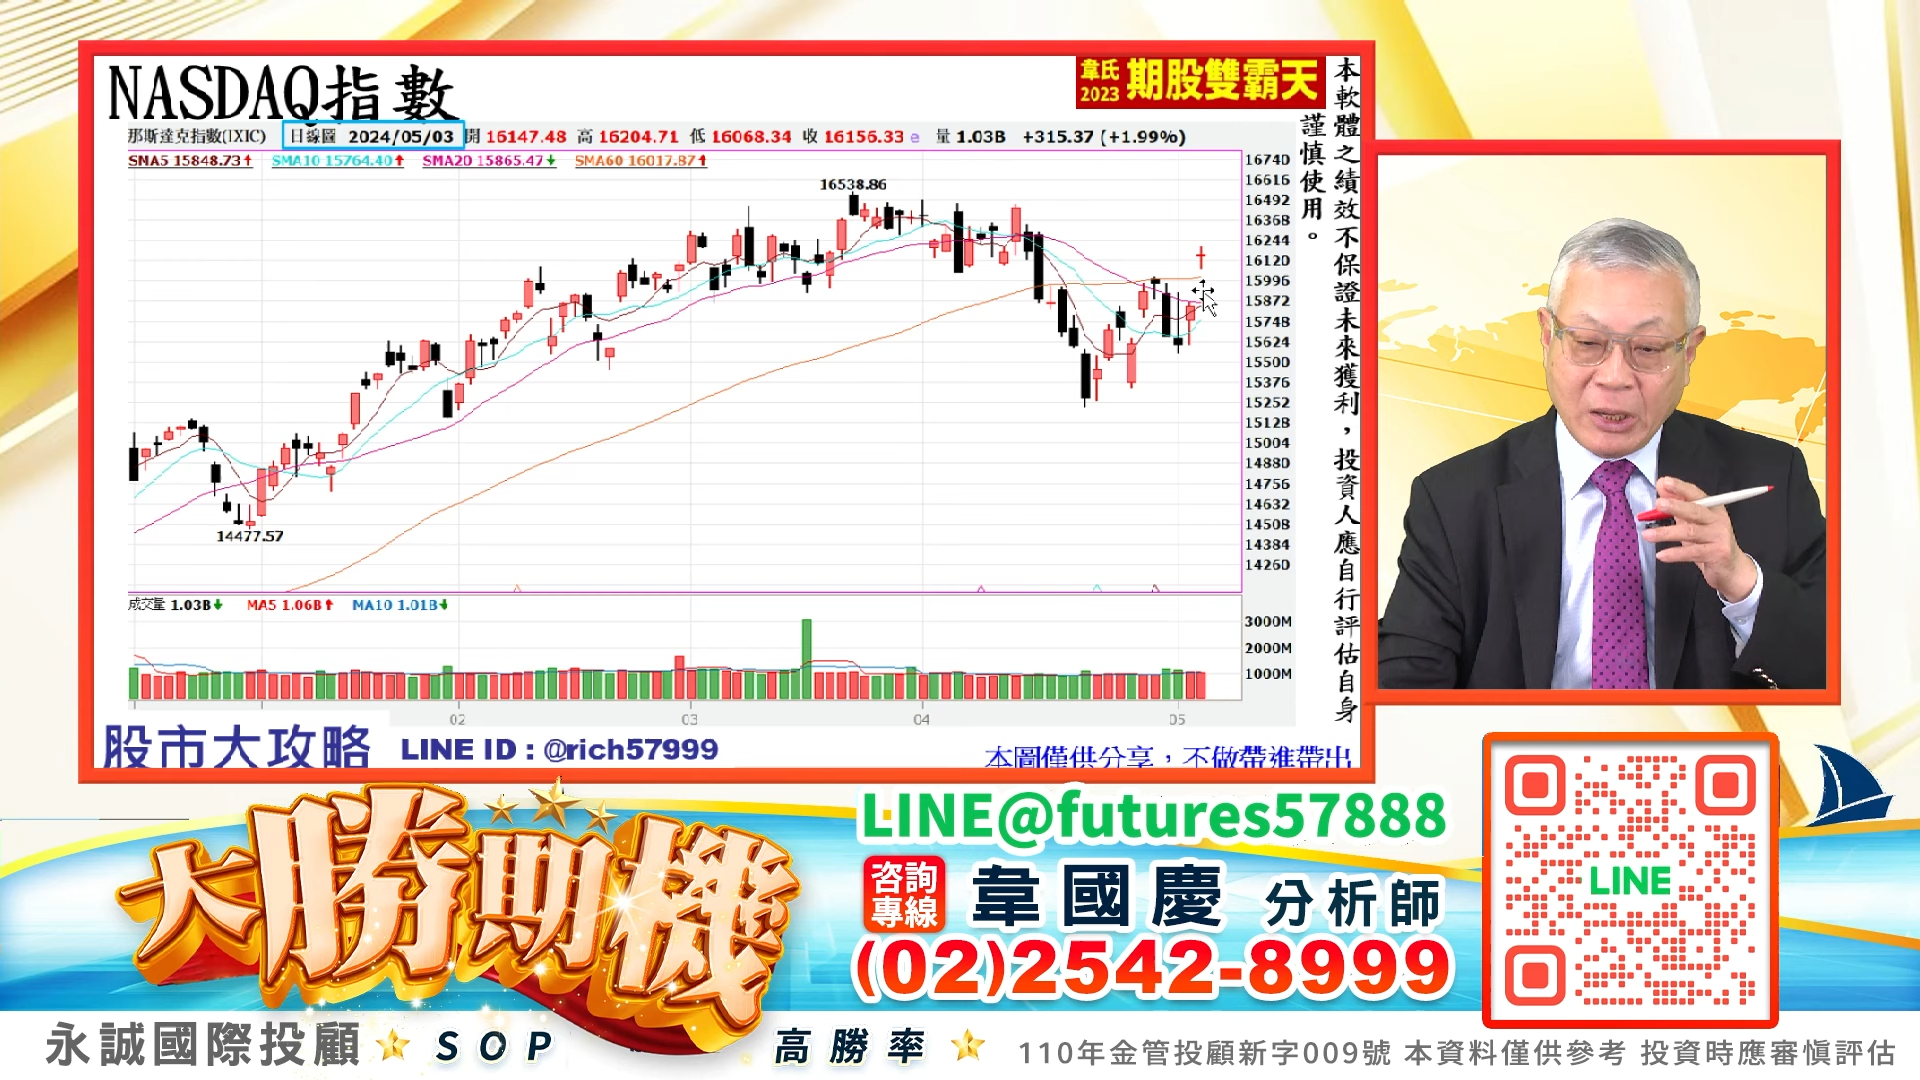 NASDAQ指數
韋氏
2023
期股雙霸天
本軟體之績效不保證未來獲利，投資人應自行評估自身
謹慎使用。
那斯達克指數(IXIC) 日線圖 2024/05/03 開 16147.48 高 16204.71 低 16068.34 收 16156.33 e 量 1.03B +315.37 (+1.99%)
SMA5 15848.73↑ SMA10 15764.40↑ SMA20 15865.47↓ SMA60 16017.87↑
16538.86
14477.57
16740
16616
16492
16368
16244
16120
15996
15872
15748
15624
15500
15376
15252
15128
15004
14880
14756
14632
14508
14384
14260
成交量 1.03B↓ MA5 1.06B↑ MA10 1.01B↓
3000M
2000M
1000M
02 03 04 05
股市大攻略 LINE ID : @rich57999
本圖僅供分享，不做帶進帶出
大勝期機
LINE@futures57888
咨詢
專線
韋國慶 分析師
(02)2542-8999
LINE
永誠國際投顧 SOP 高勝率
110年金管投顧新字009號 本資料僅供參考 投資時應審慎評估